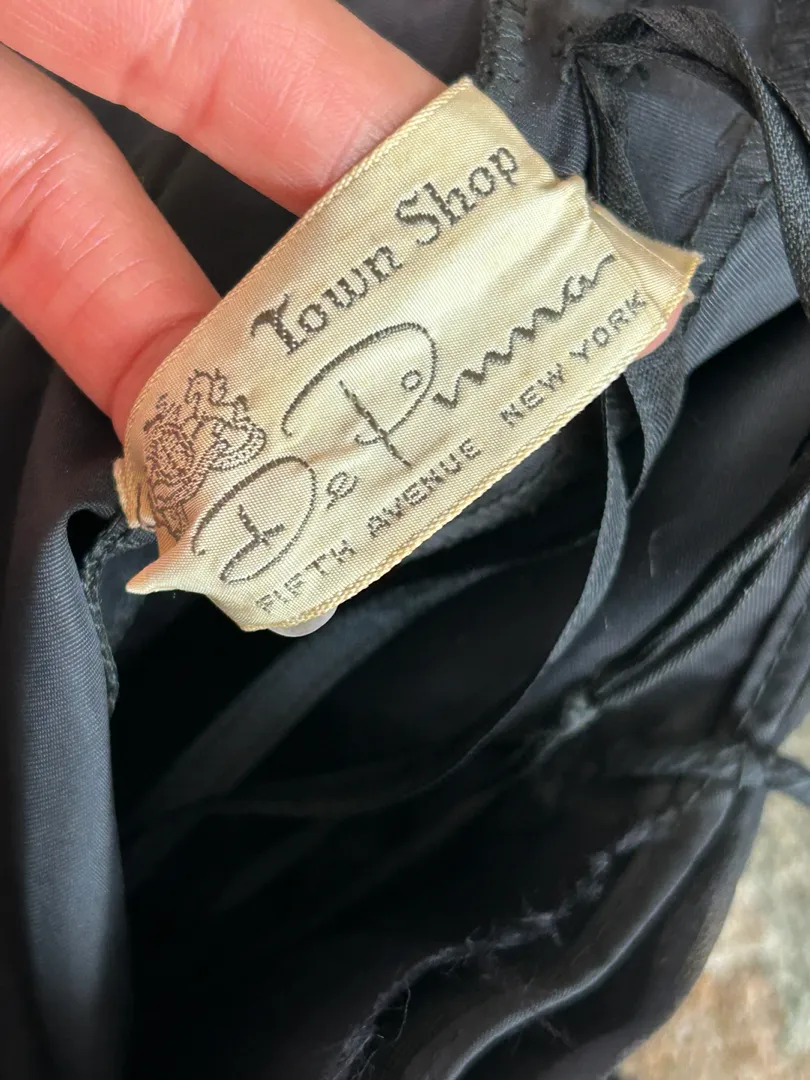 Town Shop
De Pinna
FIFTH AVENUE NEW YORK